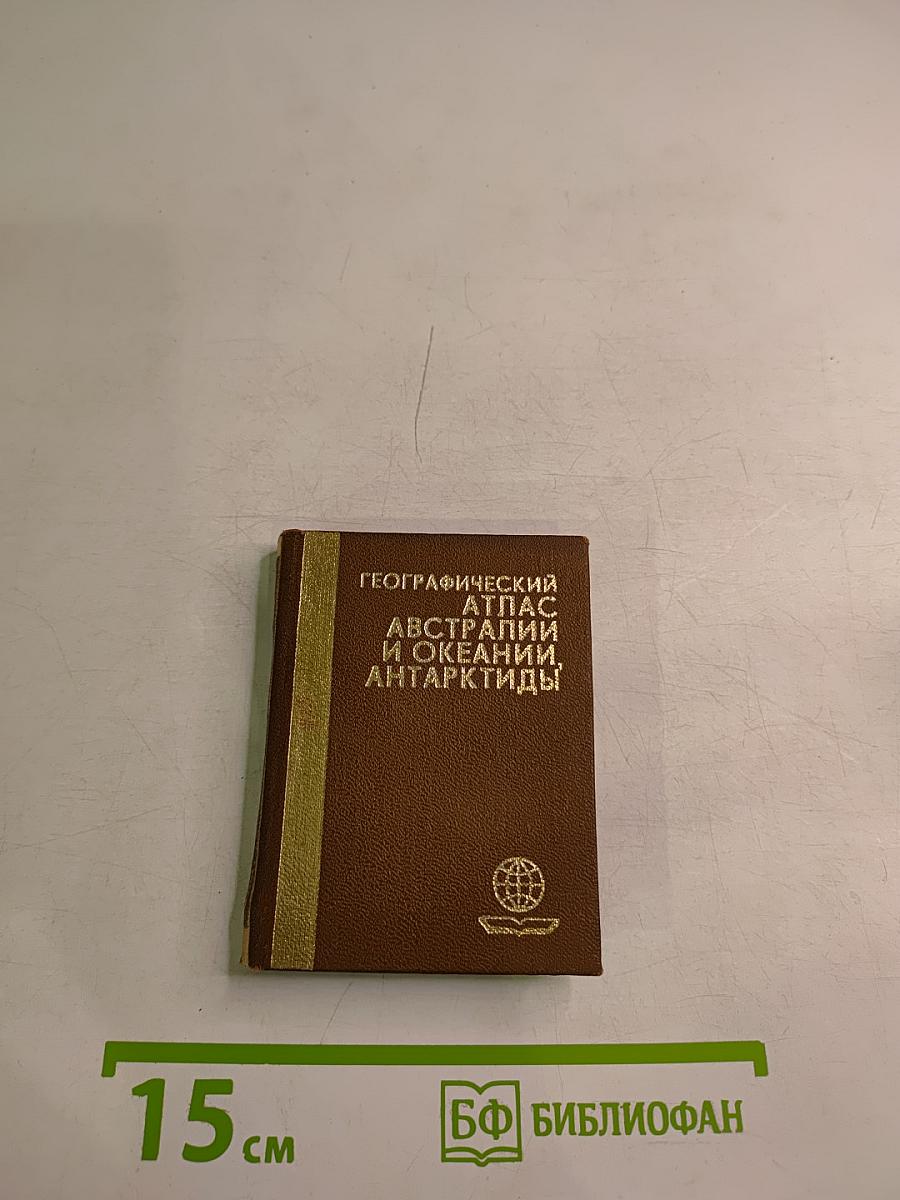 ГЕОГРАФИЧЕСКИЙ
АТЛАС
АВСТРАЛИИ
И ОКЕАНИИ,
АНТАРКТИДЫ
15 см
БФ БИБЛИОФАН